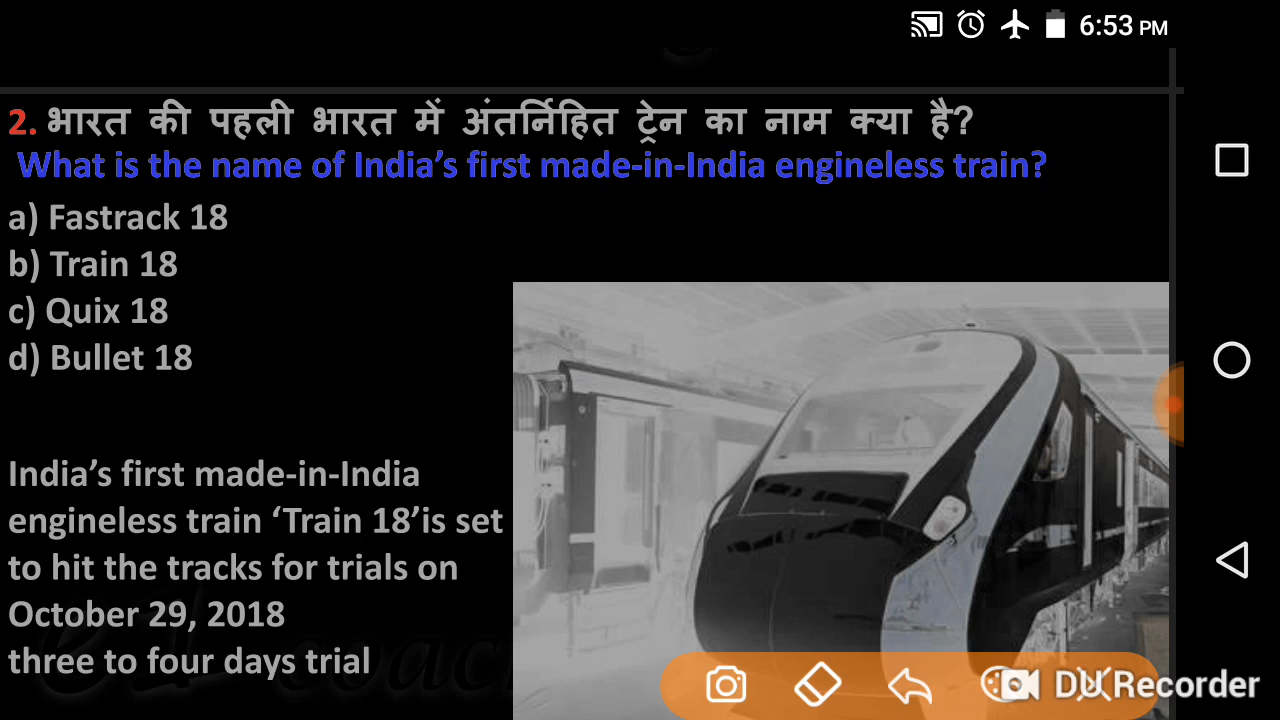 6:53 PM
2. भारत की पहली भारत में अंतर्निहित ट्रेन का नाम क्या है?
What is the name of India’s first made-in-India engineless train?
a) Fastrack 18
b) Train 18
c) Quix 18
d) Bullet 18
India’s first made-in-India
engineless train ‘Train 18’is set
to hit the tracks for trials on
October 29, 2018
three to four days trial
DU Recorder